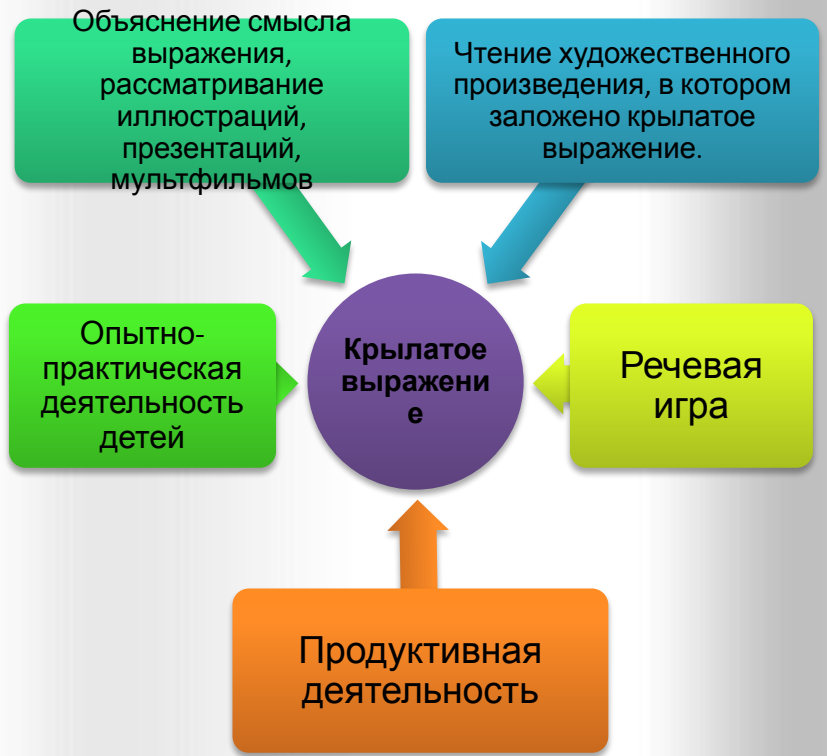 Объяснение смысла
выражения,
рассматривание
иллюстраций,
презентаций,
мультфильмов
Чтение художественного
произведения, в котором
заложено крылатое
выражение.
Опытно-
практическая
деятельность
детей
Крылатое
выражени
е
Речевая
игра
Продуктивная
деятельность